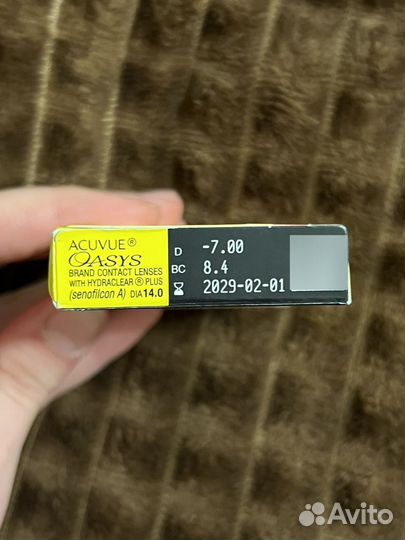 ACUVUE®
OASYS
BRAND CONTACT LENSES
WITH HYDRACLEAR® PLUS
(senofilcon A) DIA 14.0
D -7.00
BC 8.4
2029-02-01
Avito